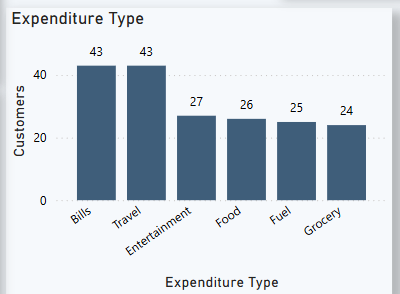 Expenditure Type
43 43
27 26 25 24
40
20
0
Customers
Bills Travel Entertainment Food Fuel Grocery
Expenditure Type